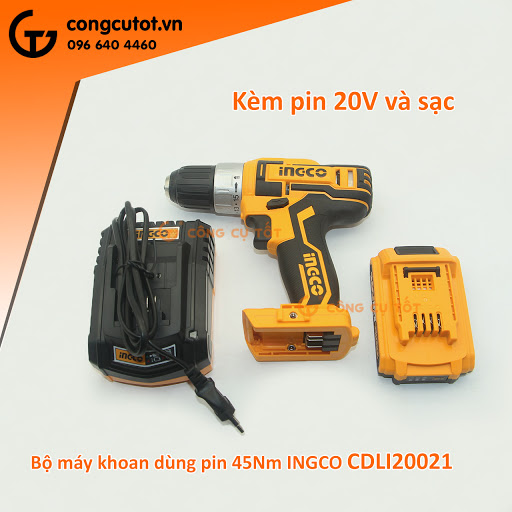 congcutot.vn
096 640 4460
Kèm pin 20V và sạc
INGCO
INGCO
INGCO
ingco
CÔNG CỤ TỐT
CÔNG CỤ TỐT
Bộ máy khoan dùng pin 45Nm INGCO CDLI20021